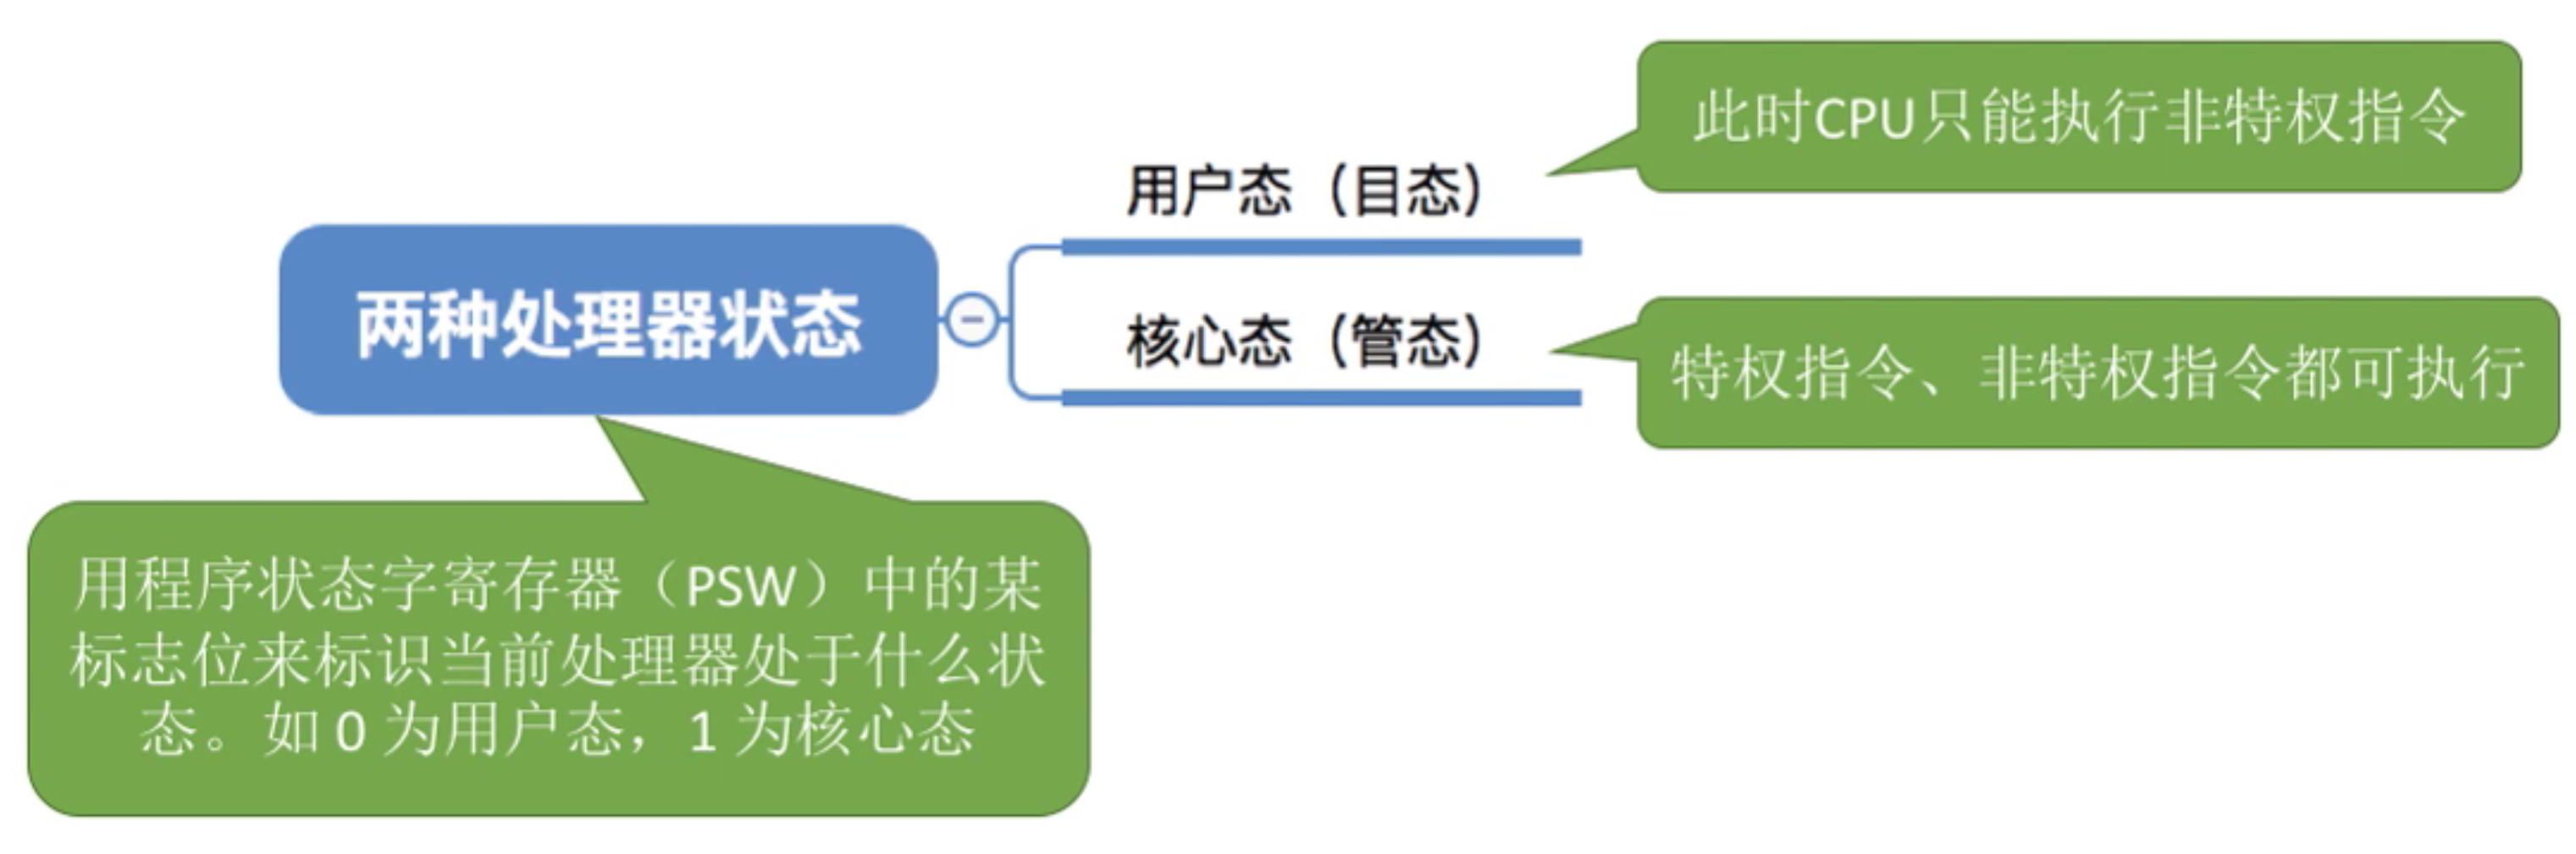 此时CPU只能执行非特权指令
用户态（目态）
两种处理器状态
核心态（管态）
特权指令、非特权指令都可执行
用程序状态字寄存器（PSW）中的某
标志位来标识当前处理器处于什么状
态。如 0 为用户态，1 为核心态